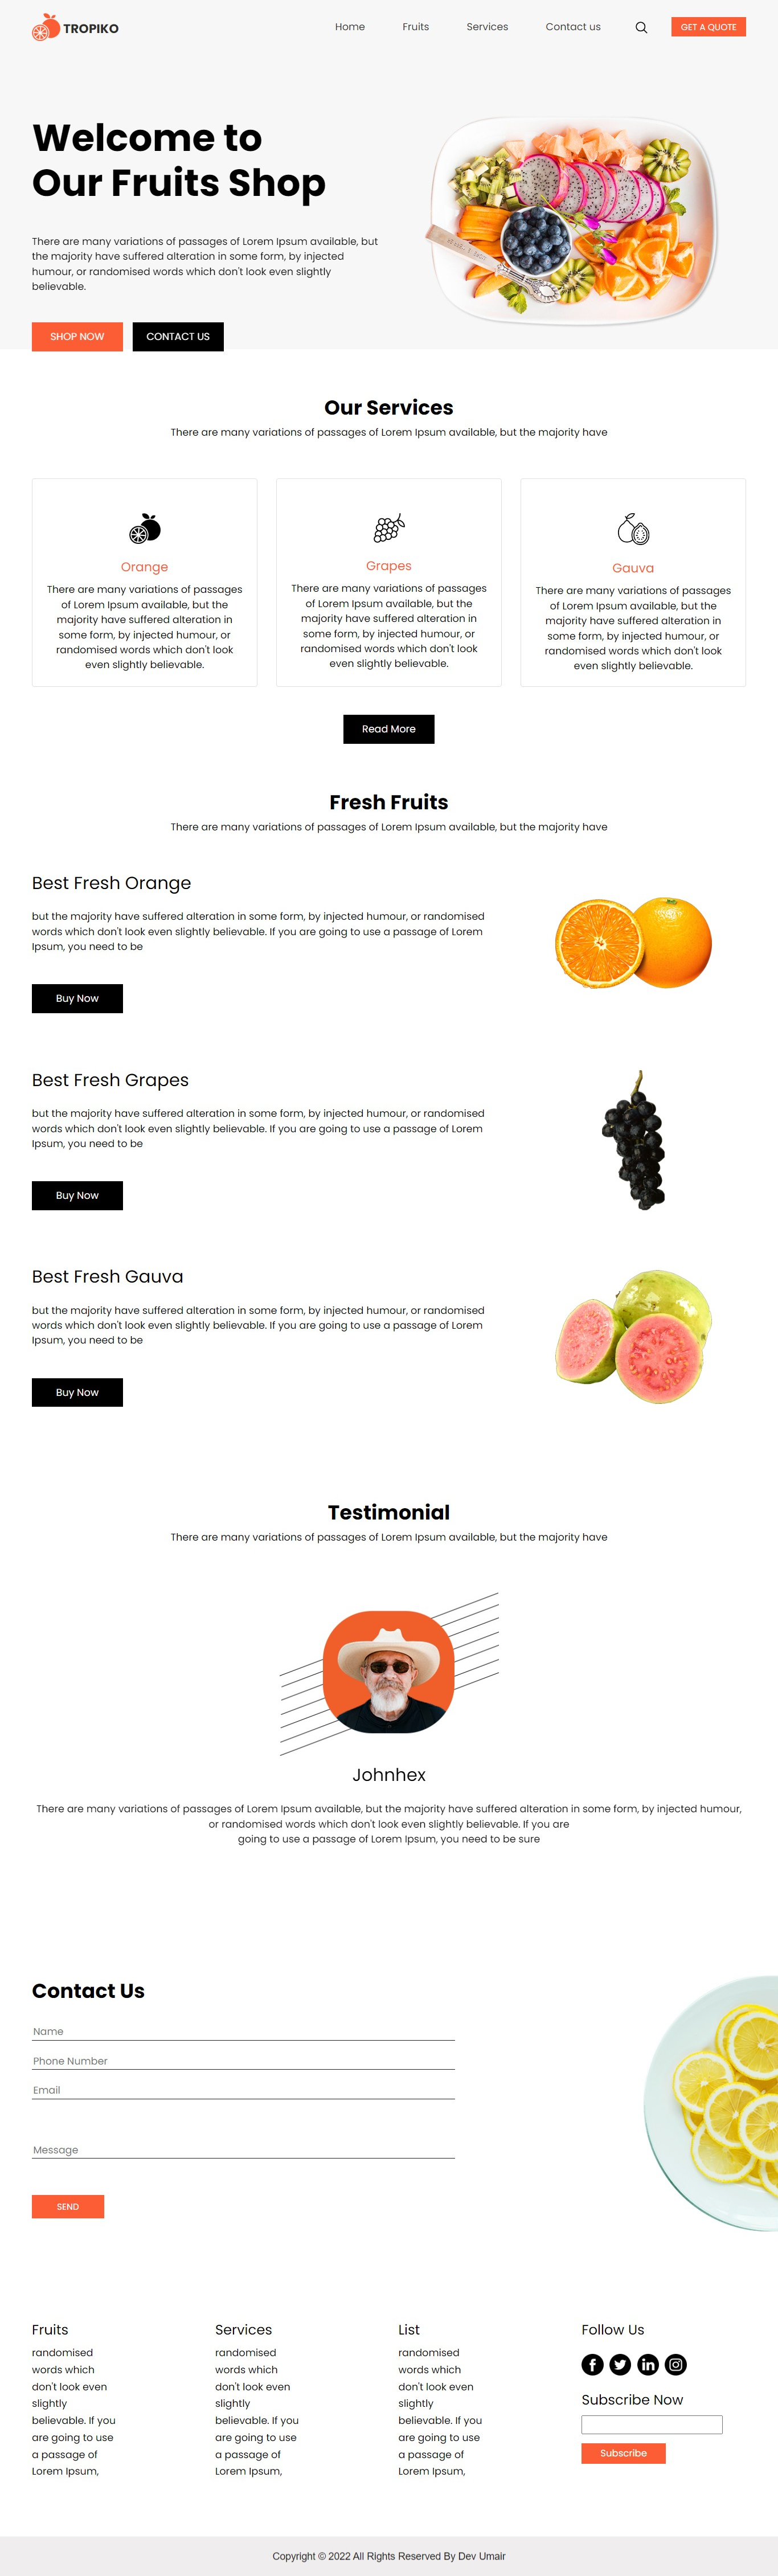 TROPIKO
Home
Fruits
Services
Contact us
GET A QUOTE
Welcome to
Our Fruits Shop
There are many variations of passages of Lorem Ipsum available, but
the majority have suffered alteration in some form, by injected
humour, or randomised words which don't look even slightly
believable.
SHOP NOW
CONTACT US
Our Services
There are many variations of passages of Lorem Ipsum available, but the majority have
Orange
There are many variations of passages
of Lorem Ipsum available, but the
majority have suffered alteration in
some form, by injected humour, or
randomised words which don't look
even slightly believable.
Grapes
There are many variations of passages
of Lorem Ipsum available, but the
majority have suffered alteration in
some form, by injected humour, or
randomised words which don't look
even slightly believable.
Gauva
There are many variations of passages
of Lorem Ipsum available, but the
majority have suffered alteration in
some form, by injected humour, or
randomised words which don't look
even slightly believable.
Read More
Fresh Fruits
There are many variations of passages of Lorem Ipsum available, but the majority have
Best Fresh Orange
but the majority have suffered alteration in some form, by injected humour, or randomised
words which don't look even slightly believable. If you are going to use a passage of Lorem
Ipsum, you need to be
Buy Now
Best Fresh Grapes
but the majority have suffered alteration in some form, by injected humour, or randomised
words which don't look even slightly believable. If you are going to use a passage of Lorem
Ipsum, you need to be
Buy Now
Best Fresh Gauva
but the majority have suffered alteration in some form, by injected humour, or randomised
words which don't look even slightly believable. If you are going to use a passage of Lorem
Ipsum, you need to be
Buy Now
Testimonial
There are many variations of passages of Lorem Ipsum available, but the majority have
Johnhex
There are many variations of passages of Lorem Ipsum available, but the majority have suffered alteration in some form, by injected humour,
or randomised words which don't look even slightly believable. If you are
going to use a passage of Lorem Ipsum, you need to be sure
Contact Us
Name
Phone Number
Email
Message
SEND
Fruits
randomised
words which
don't look even
slightly
believable. If you
are going to use
a passage of
Lorem Ipsum,
Services
randomised
words which
don't look even
slightly
believable. If you
are going to use
a passage of
Lorem Ipsum,
List
randomised
words which
don't look even
slightly
believable. If you
are going to use
a passage of
Lorem Ipsum,
Follow Us
Subscribe Now
Subscribe
Copyright © 2022 All Rights Reserved By Dev Umair